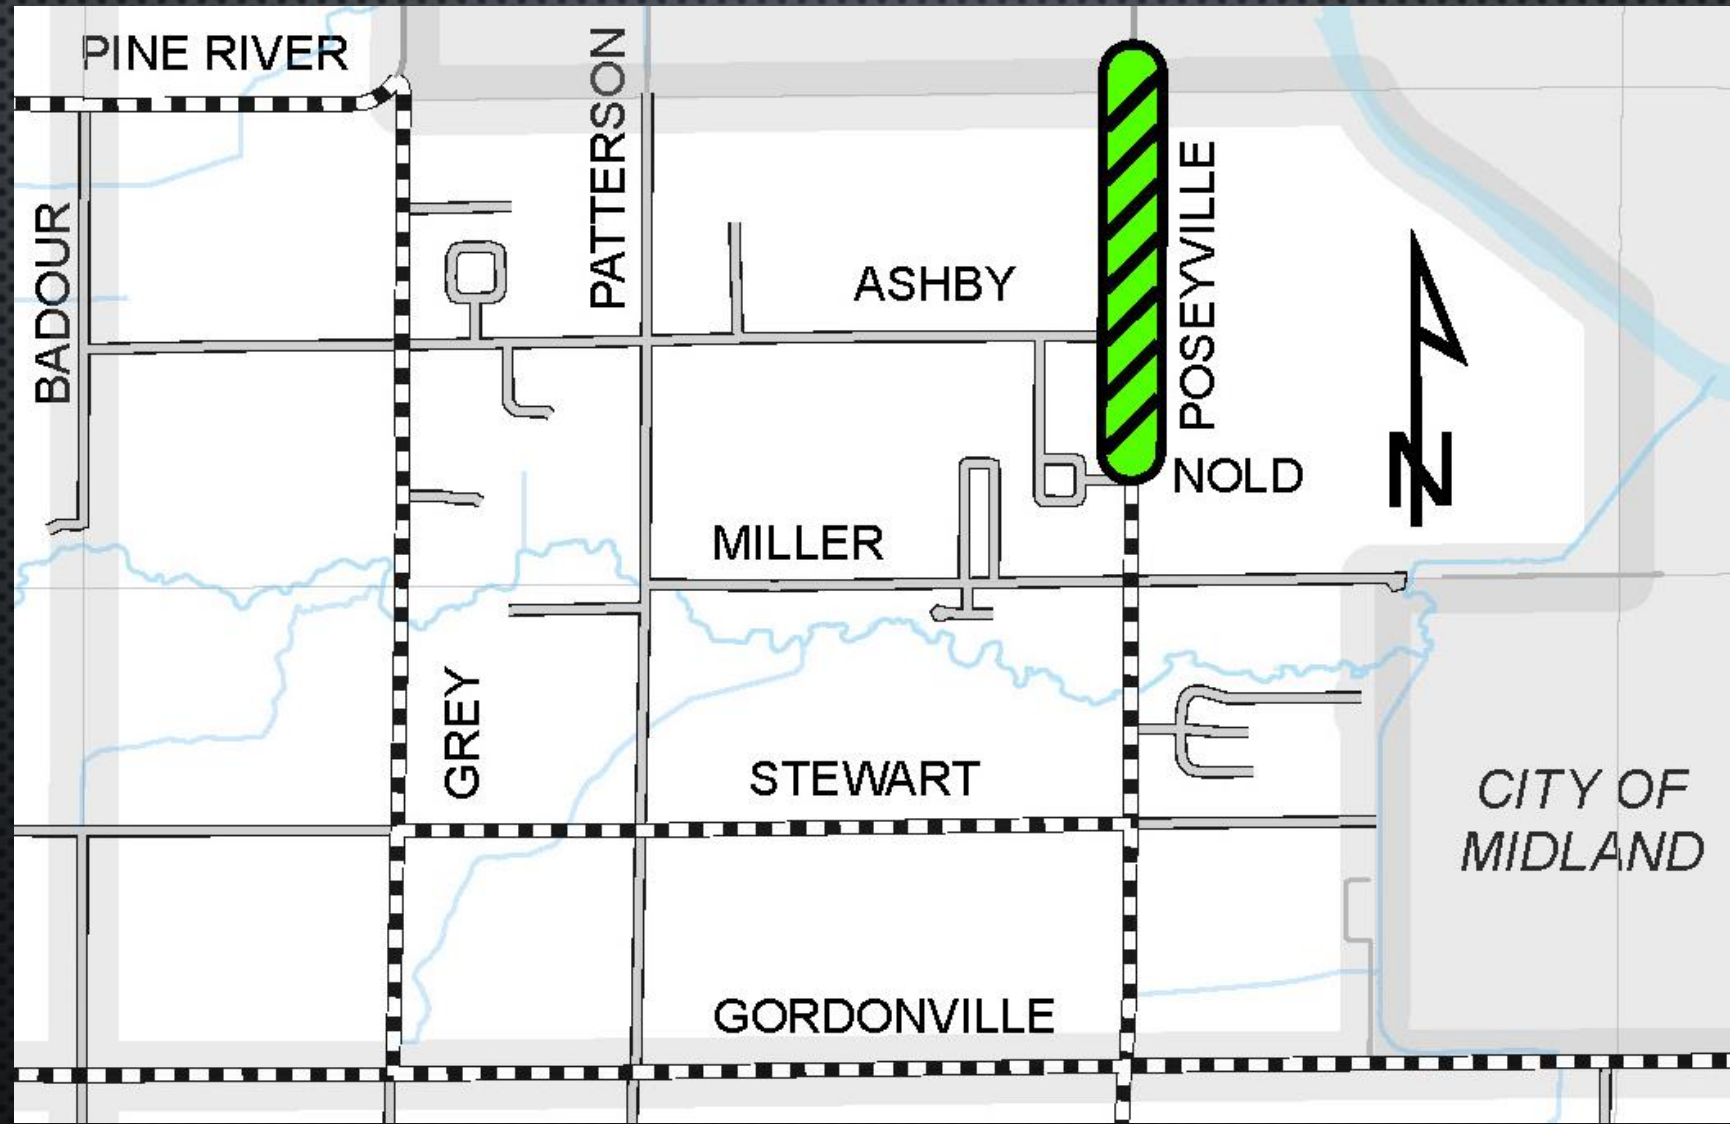 PINE RIVER
PATTERSON
POSEYVILLE
BADOUR
ASHBY
NOLD
N
MILLER
GREY
STEWART
CITY OF
MIDLAND
GORDONVILLE